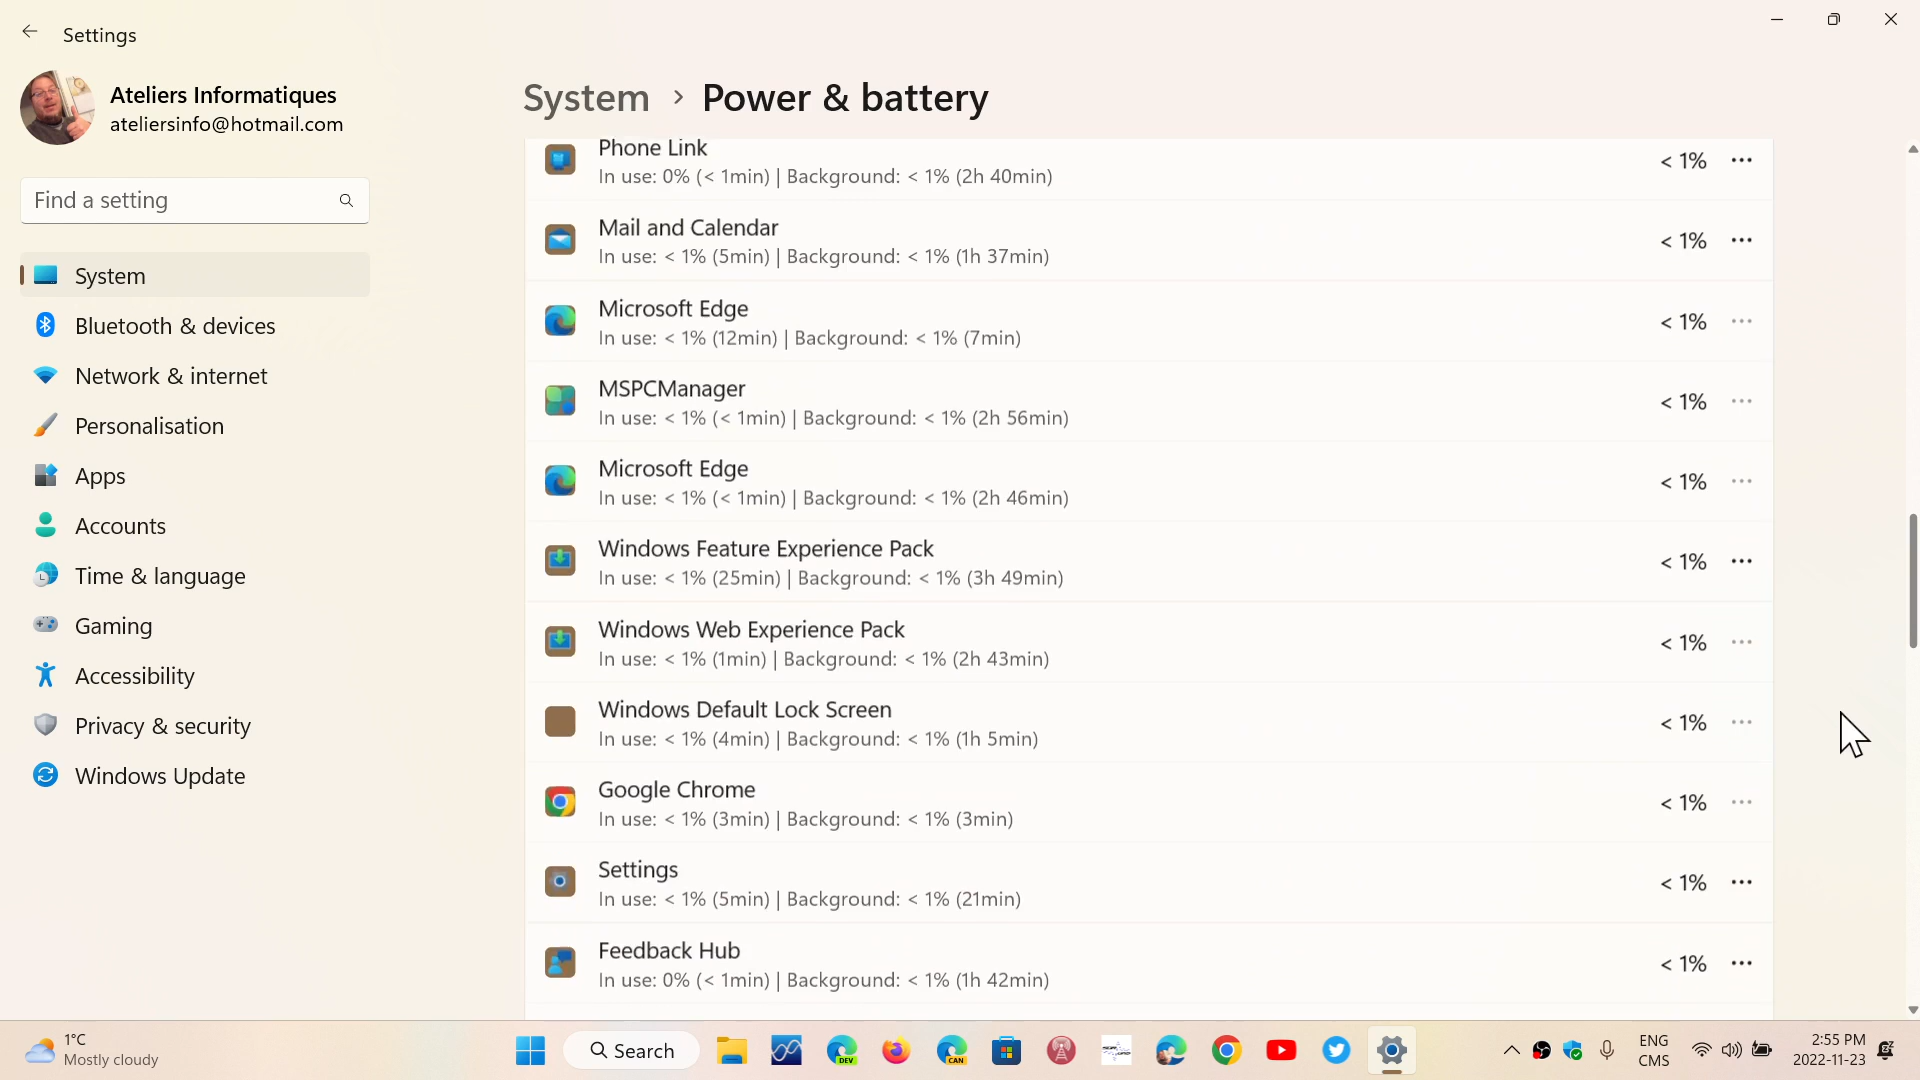 Settings
Ateliers Informatiques
ateliersinfo@hotmail.com
Find a setting
System
Bluetooth & devices
Network & internet
Personalisation
Apps
Accounts
Time & language
Gaming
Accessibility
Privacy & security
Windows Update
System > Power & battery
Phone Link < 1%
In use: 0% (< 1min) | Background: < 1% (2h 40min)
Mail and Calendar < 1%
In use: < 1% (5min) | Background: < 1% (1h 37min)
Microsoft Edge < 1%
In use: < 1% (12min) | Background: < 1% (7min)
MSPCManager < 1%
In use: < 1% (< 1min) | Background: < 1% (2h 56min)
Microsoft Edge < 1%
In use: < 1% (< 1min) | Background: < 1% (2h 46min)
Windows Feature Experience Pack < 1%
In use: < 1% (25min) | Background: < 1% (3h 49min)
Windows Web Experience Pack < 1%
In use: < 1% (1min) | Background: < 1% (2h 43min)
Windows Default Lock Screen < 1%
In use: < 1% (4min) | Background: < 1% (1h 5min)
Google Chrome < 1%
In use: < 1% (3min) | Background: < 1% (3min)
Settings < 1%
In use: < 1% (5min) | Background: < 1% (21min)
Feedback Hub < 1%
In use: 0% (< 1min) | Background: < 1% (1h 42min)
1°C
Mostly cloudy
Search
DEV
CAN
ENG
CMS
2:55 PM
2022-11-23